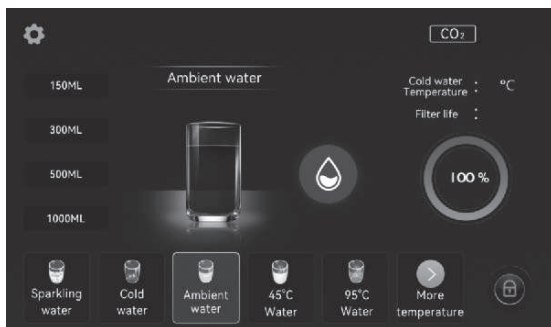 CO₂
Ambient water
150ML
300ML
500ML
1000ML
Cold water
Temperature : °C
Filter life :
100 %
Sparkling
water
Cold
water
Ambient
water
45°C
Water
95°C
Water
More
temperature